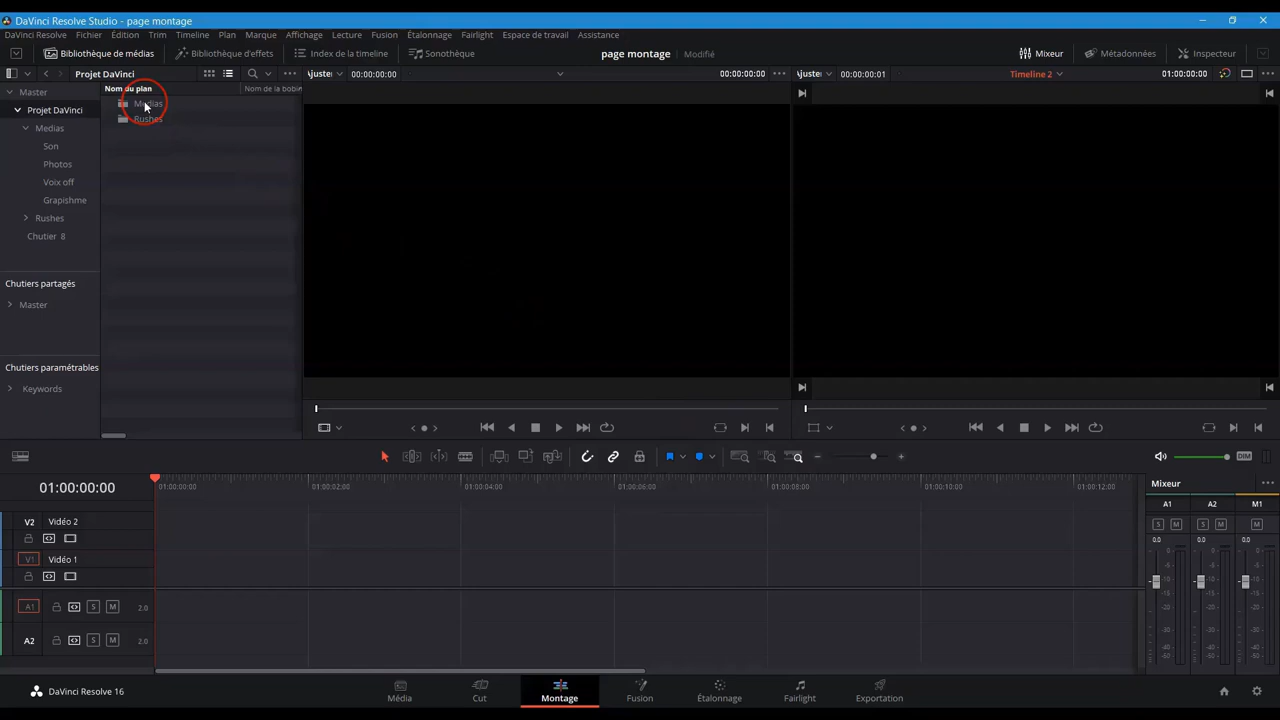 DaVinci Resolve Studio - page montage
DaVinci Resolve Fichier Édition Trim Timeline Plan Marque Affichage Lecture Fusion Étalonnage Fairlight Espace de travail Assistance
Bibliothèque de médias Bibliothèque d'effets Index de la timeline Sonothèque page montage Modifié Mixeur Métadonnées Inspecteur
Projet DaVinci \juster 00:00:00:00 00:00:00:00 \juster 00:00:00:01 Timeline 2 01:00:00:00
Nom du plan Nom de la bobin
Master
Projet DaVinci
Medias
Son
Photos
Voix off
Grapishme
Rushes
Chutier 8
Chutiers partagés
Master
Chutiers paramétrables
Keywords
Medias
Rushes
DIM
01:00:00:00
01:00:00:00 01:00:02:00 01:00:04:00 01:00:06:00 01:00:08:00 01:00:10:00 01:00:12:00
V2 Vidéo 2
V1 Vidéo 1
A1 S M 2.0
A2 S M 2.0
Mixeur
A1 A2 M1
S M S M M
0.0 0.0 0.0
DaVinci Resolve 16
Média Cut Montage Fusion Étalonnage Fairlight Exportation